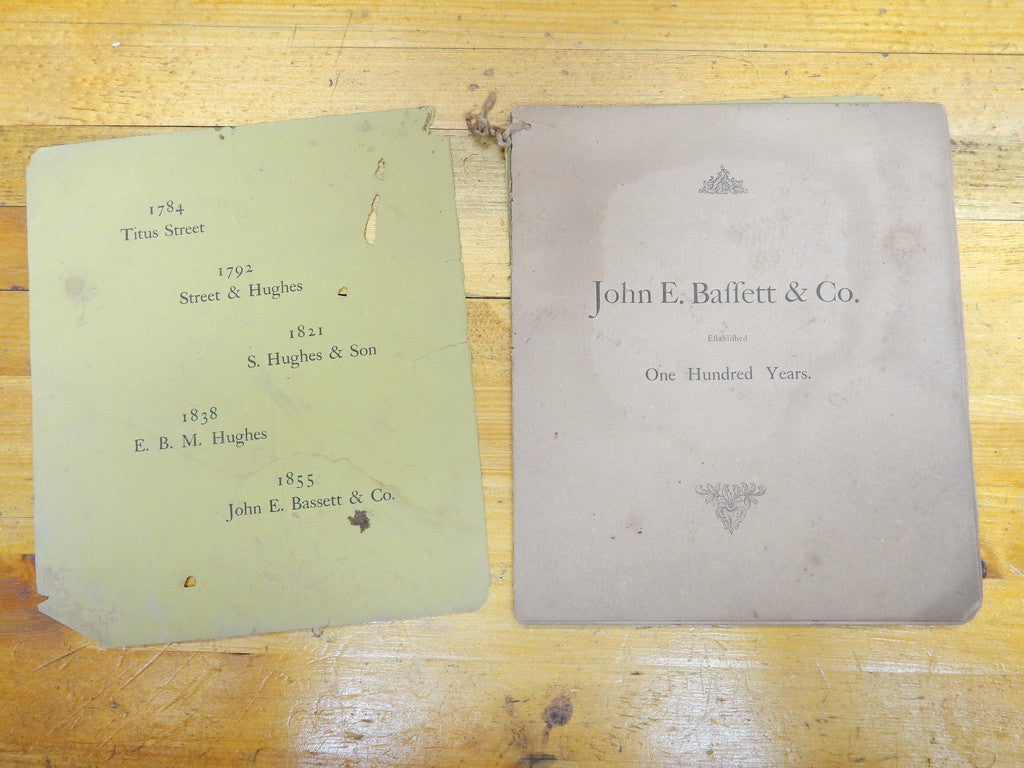 1784
Titus Street
1792
Street & Hughes
1821
S. Hughes & Son
1838
E. B. M. Hughes
1855
John E. Bassett & Co.
John E. Baſſett & Co.
Eſtabliſhed
One Hundred Years.